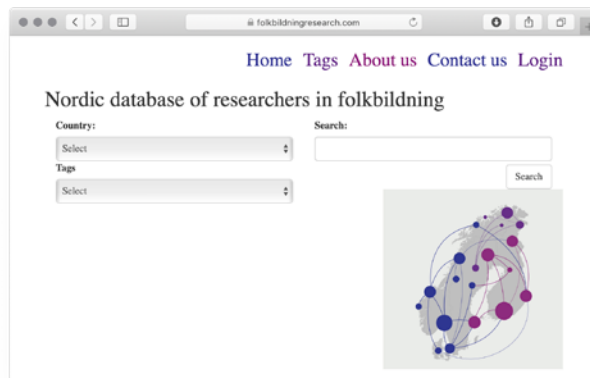 folkbildningresearch.com
Home Tags About us Contact us Login
Nordic database of researchers in folkbildning
Country: Search:
Select
Tags
Search
Select